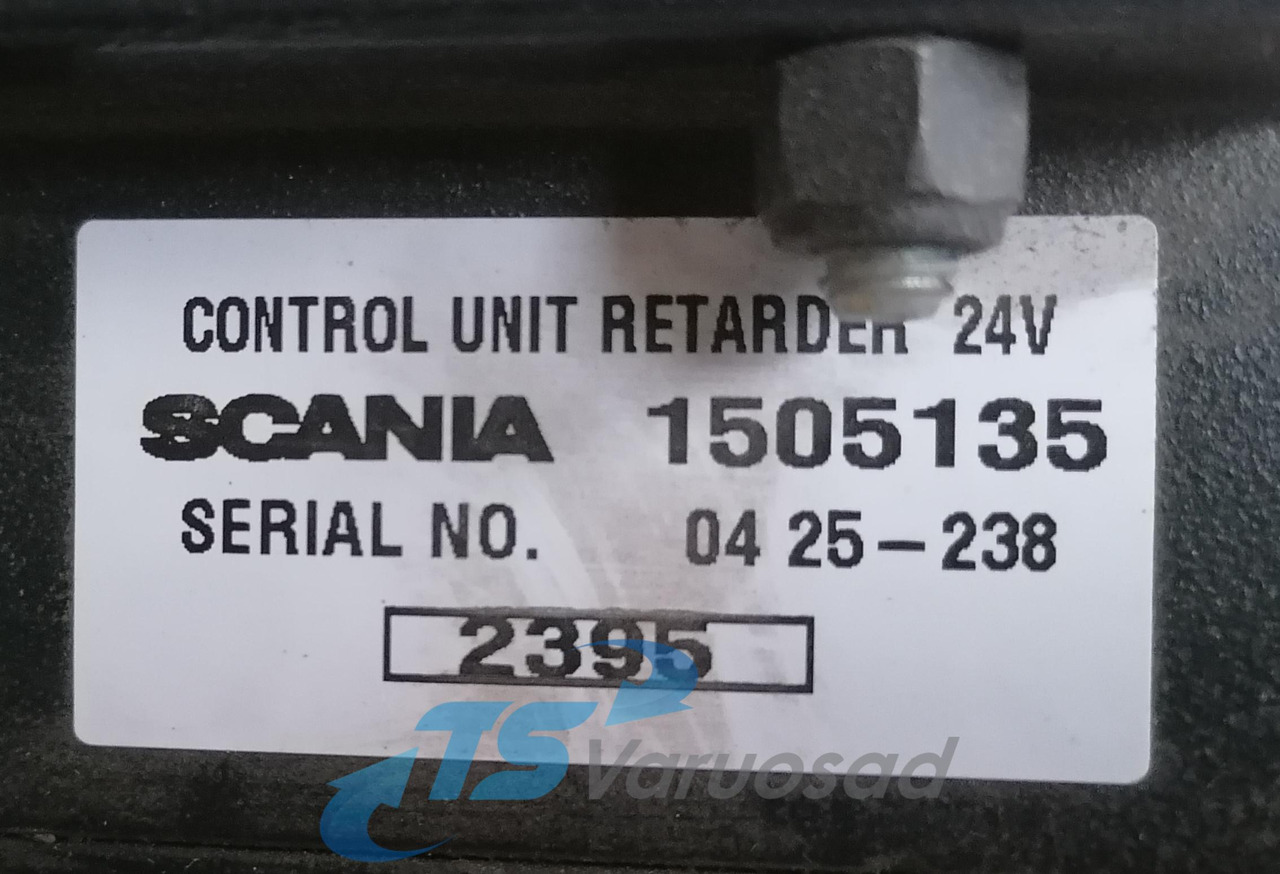 CONTROL UNIT RETARDER 24V
SCANIA 1505135
SERIAL NO. 04 25-238
2395
TS Varuosad